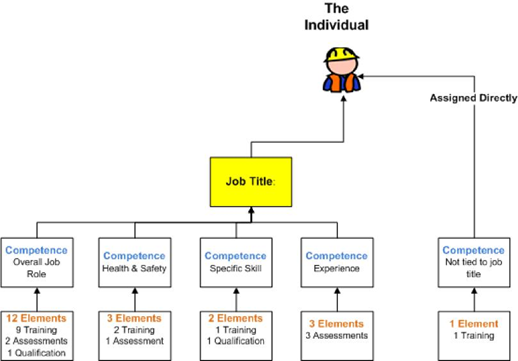 The
Individual
Assigned Directly
Job Title:
Competence
Overall Job
Role
Competence
Health & Safety
Competence
Specific Skill
Competence
Experience
Competence
Not tied to job
title
12 Elements
9 Training
2 Assessments
1 Qualification
3 Elements
2 Training
1 Assessment
2 Elements
1 Training
1 Qualification
3 Elements
3 Assessments
1 Element
1 Training